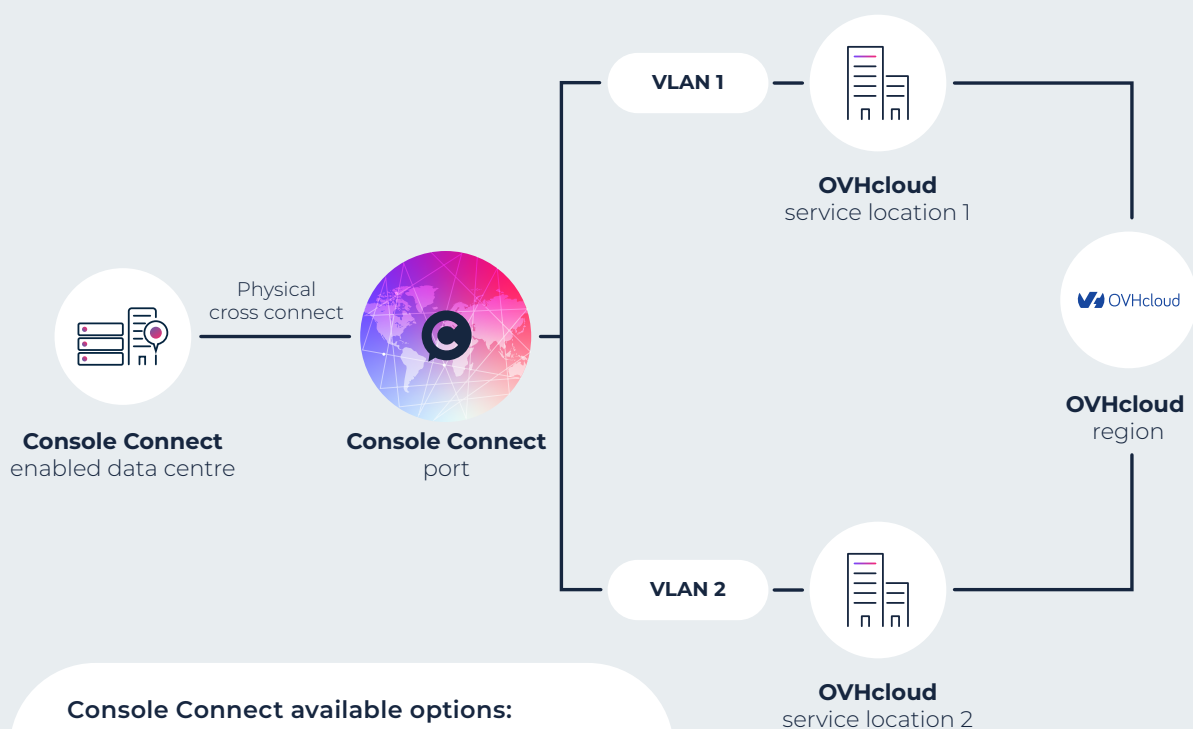 VLAN 1
OVHcloud
service location 1
Physical
cross connect
C
OVHcloud
Console Connect
enabled data centre
Console Connect
port
OVHcloud
region
VLAN 2
OVHcloud
service location 2
Console Connect available options: